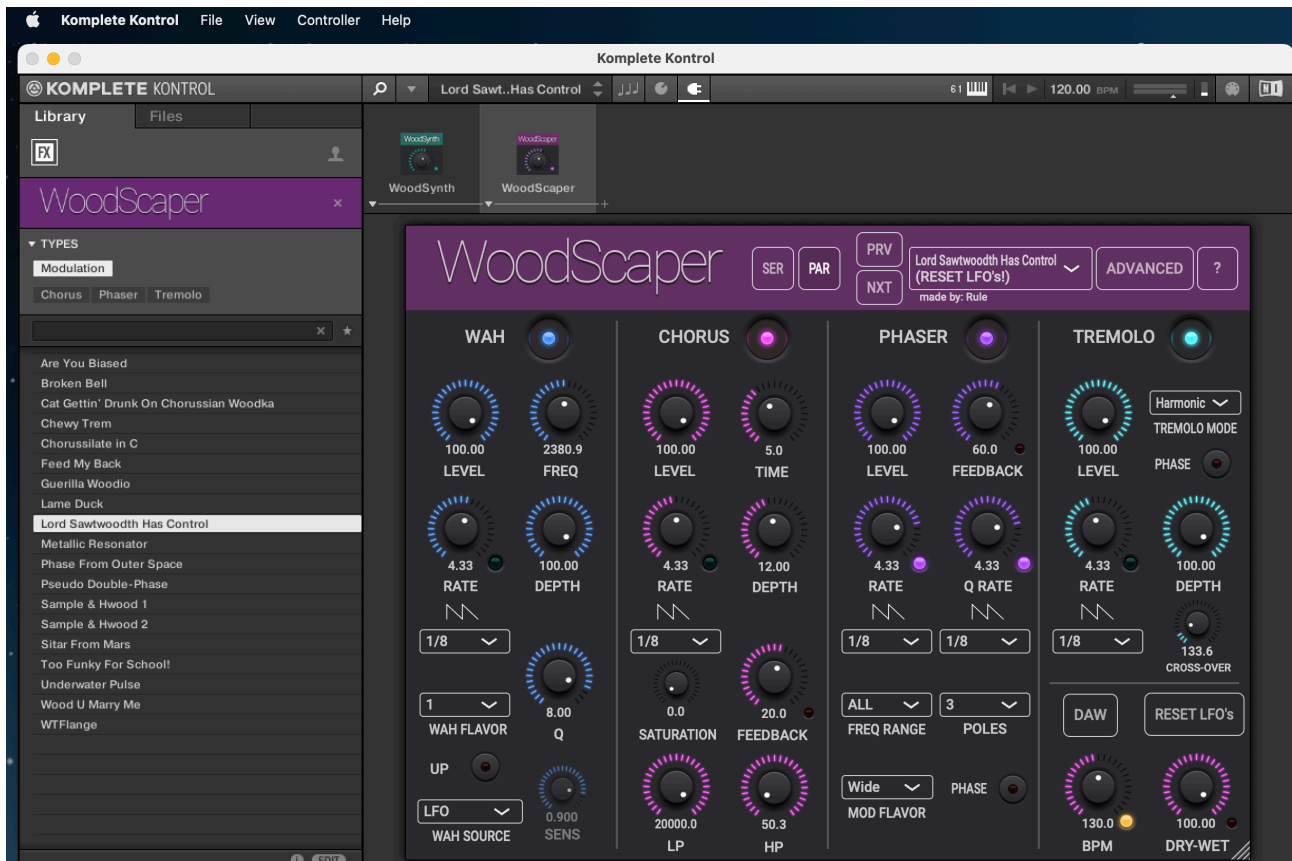 Komplete Kontrol File View Controller Help
Komplete Kontrol
KOMPLETE KONTROL
Lord Sawt..Has Control
61
120.00 BPM
Library Files
FX
WoodScaper
TYPES
Modulation
Chorus Phaser Tremolo
Are You Biased
Broken Bell
Cat Gettin' Drunk On Chorussian Woodka
Chewy Trem
Chorussilate in C
Feed My Back
Guerilla Woodio
Lame Duck
Lord Sawtwoodth Has Control
Metallic Resonator
Phase From Outer Space
Pseudo Double-Phase
Sample & Hwood 1
Sample & Hwood 2
Sitar From Mars
Too Funky For School!
Underwater Pulse
Wood U Marry Me
WTFlange
EDIT
WoodSynth WoodScaper
WoodSynth WoodScaper
WoodScaper
SER PAR
PRV
NXT
Lord Sawtwoodth Has Control
(RESET LFO's!)
made by: Rule
ADVANCED ?
WAH
100.00 2380.9
LEVEL FREQ
4.33 100.00
RATE DEPTH
1/8
1 8.00
WAH FLAVOR Q
UP
LFO 0.900
WAH SOURCE SENS
CHORUS
100.00 5.0
LEVEL TIME
4.33 12.00
RATE DEPTH
1/8
0.0 20.0
SATURATION FEEDBACK
20000.0 50.3
LP HP
PHASER
100.00 60.0
LEVEL FEEDBACK
4.33 4.33
RATE Q RATE
1/8 1/8
ALL 3
FREQ RANGE POLES
Wide PHASE
MOD FLAVOR
TREMOLO
Harmonic
TREMOLO MODE
100.00
LEVEL PHASE
4.33 100.00
RATE DEPTH
1/8 133.6
CROSS-OVER
DAW RESET LFO's
130.0 100.00
BPM DRY-WET